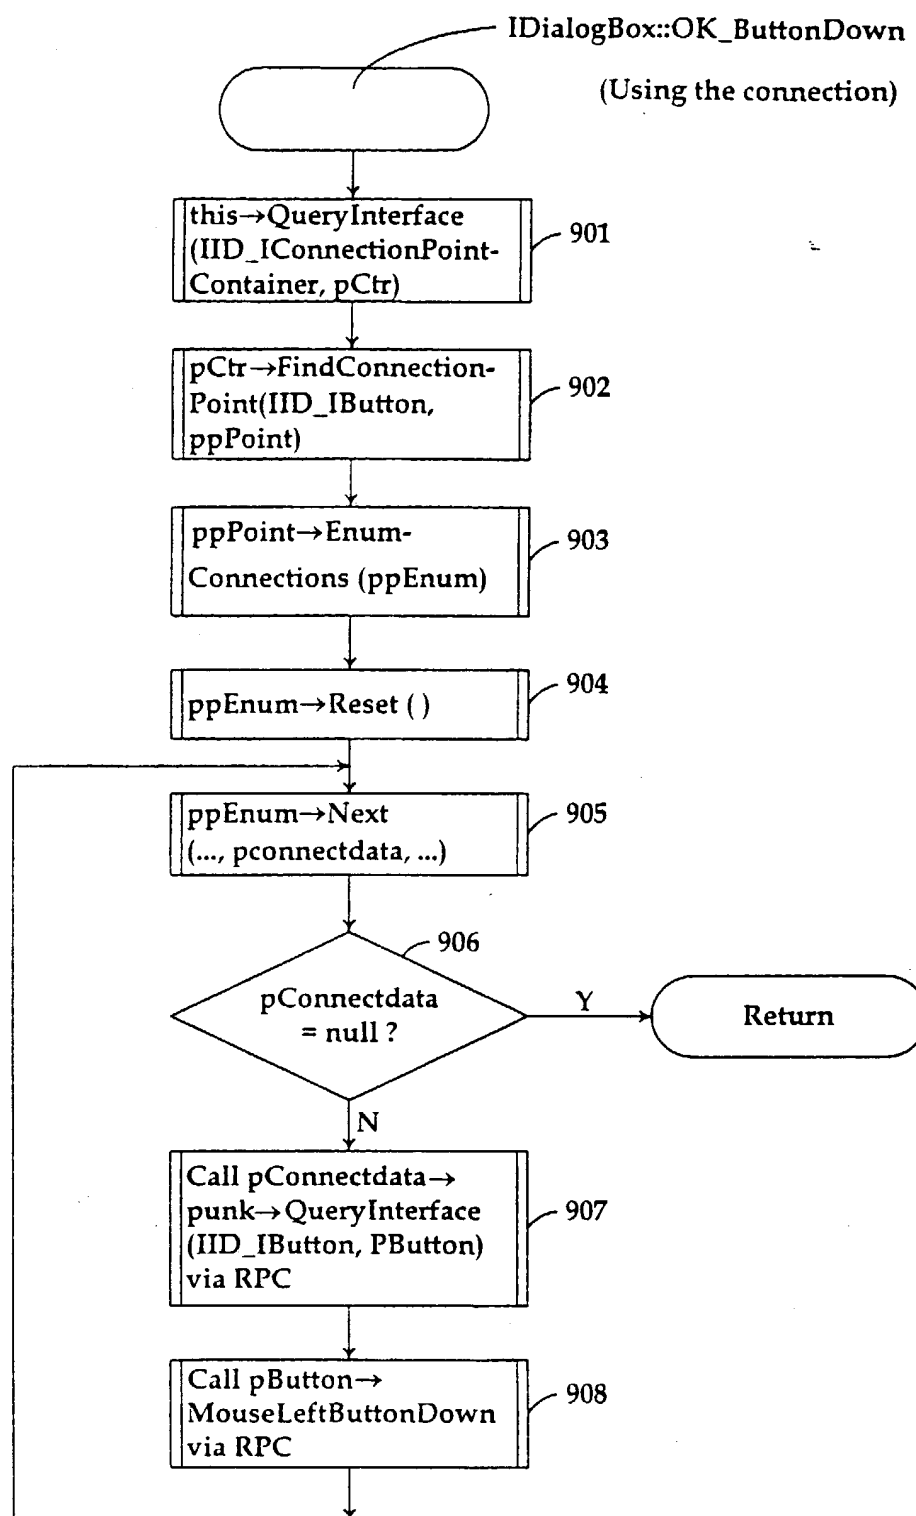 IDialogBox::OK_ButtonDown
(Using the connection)
this→QueryInterface
(IID_IConnectionPoint-
Container, pCtr)
901
pCtr→FindConnection-
Point(IID_IButton,
ppPoint)
902
ppPoint→Enum-
Connections (ppEnum)
903
ppEnum→Reset ( )
904
ppEnum→Next
(..., pconnectdata, ...)
905
906
pConnectdata
= null ?
Y
Return
N
Call pConnectdata→
punk→QueryInterface
(IID_IButton, PButton)
via RPC
907
Call pButton→
MouseLeftButtonDown
via RPC
908